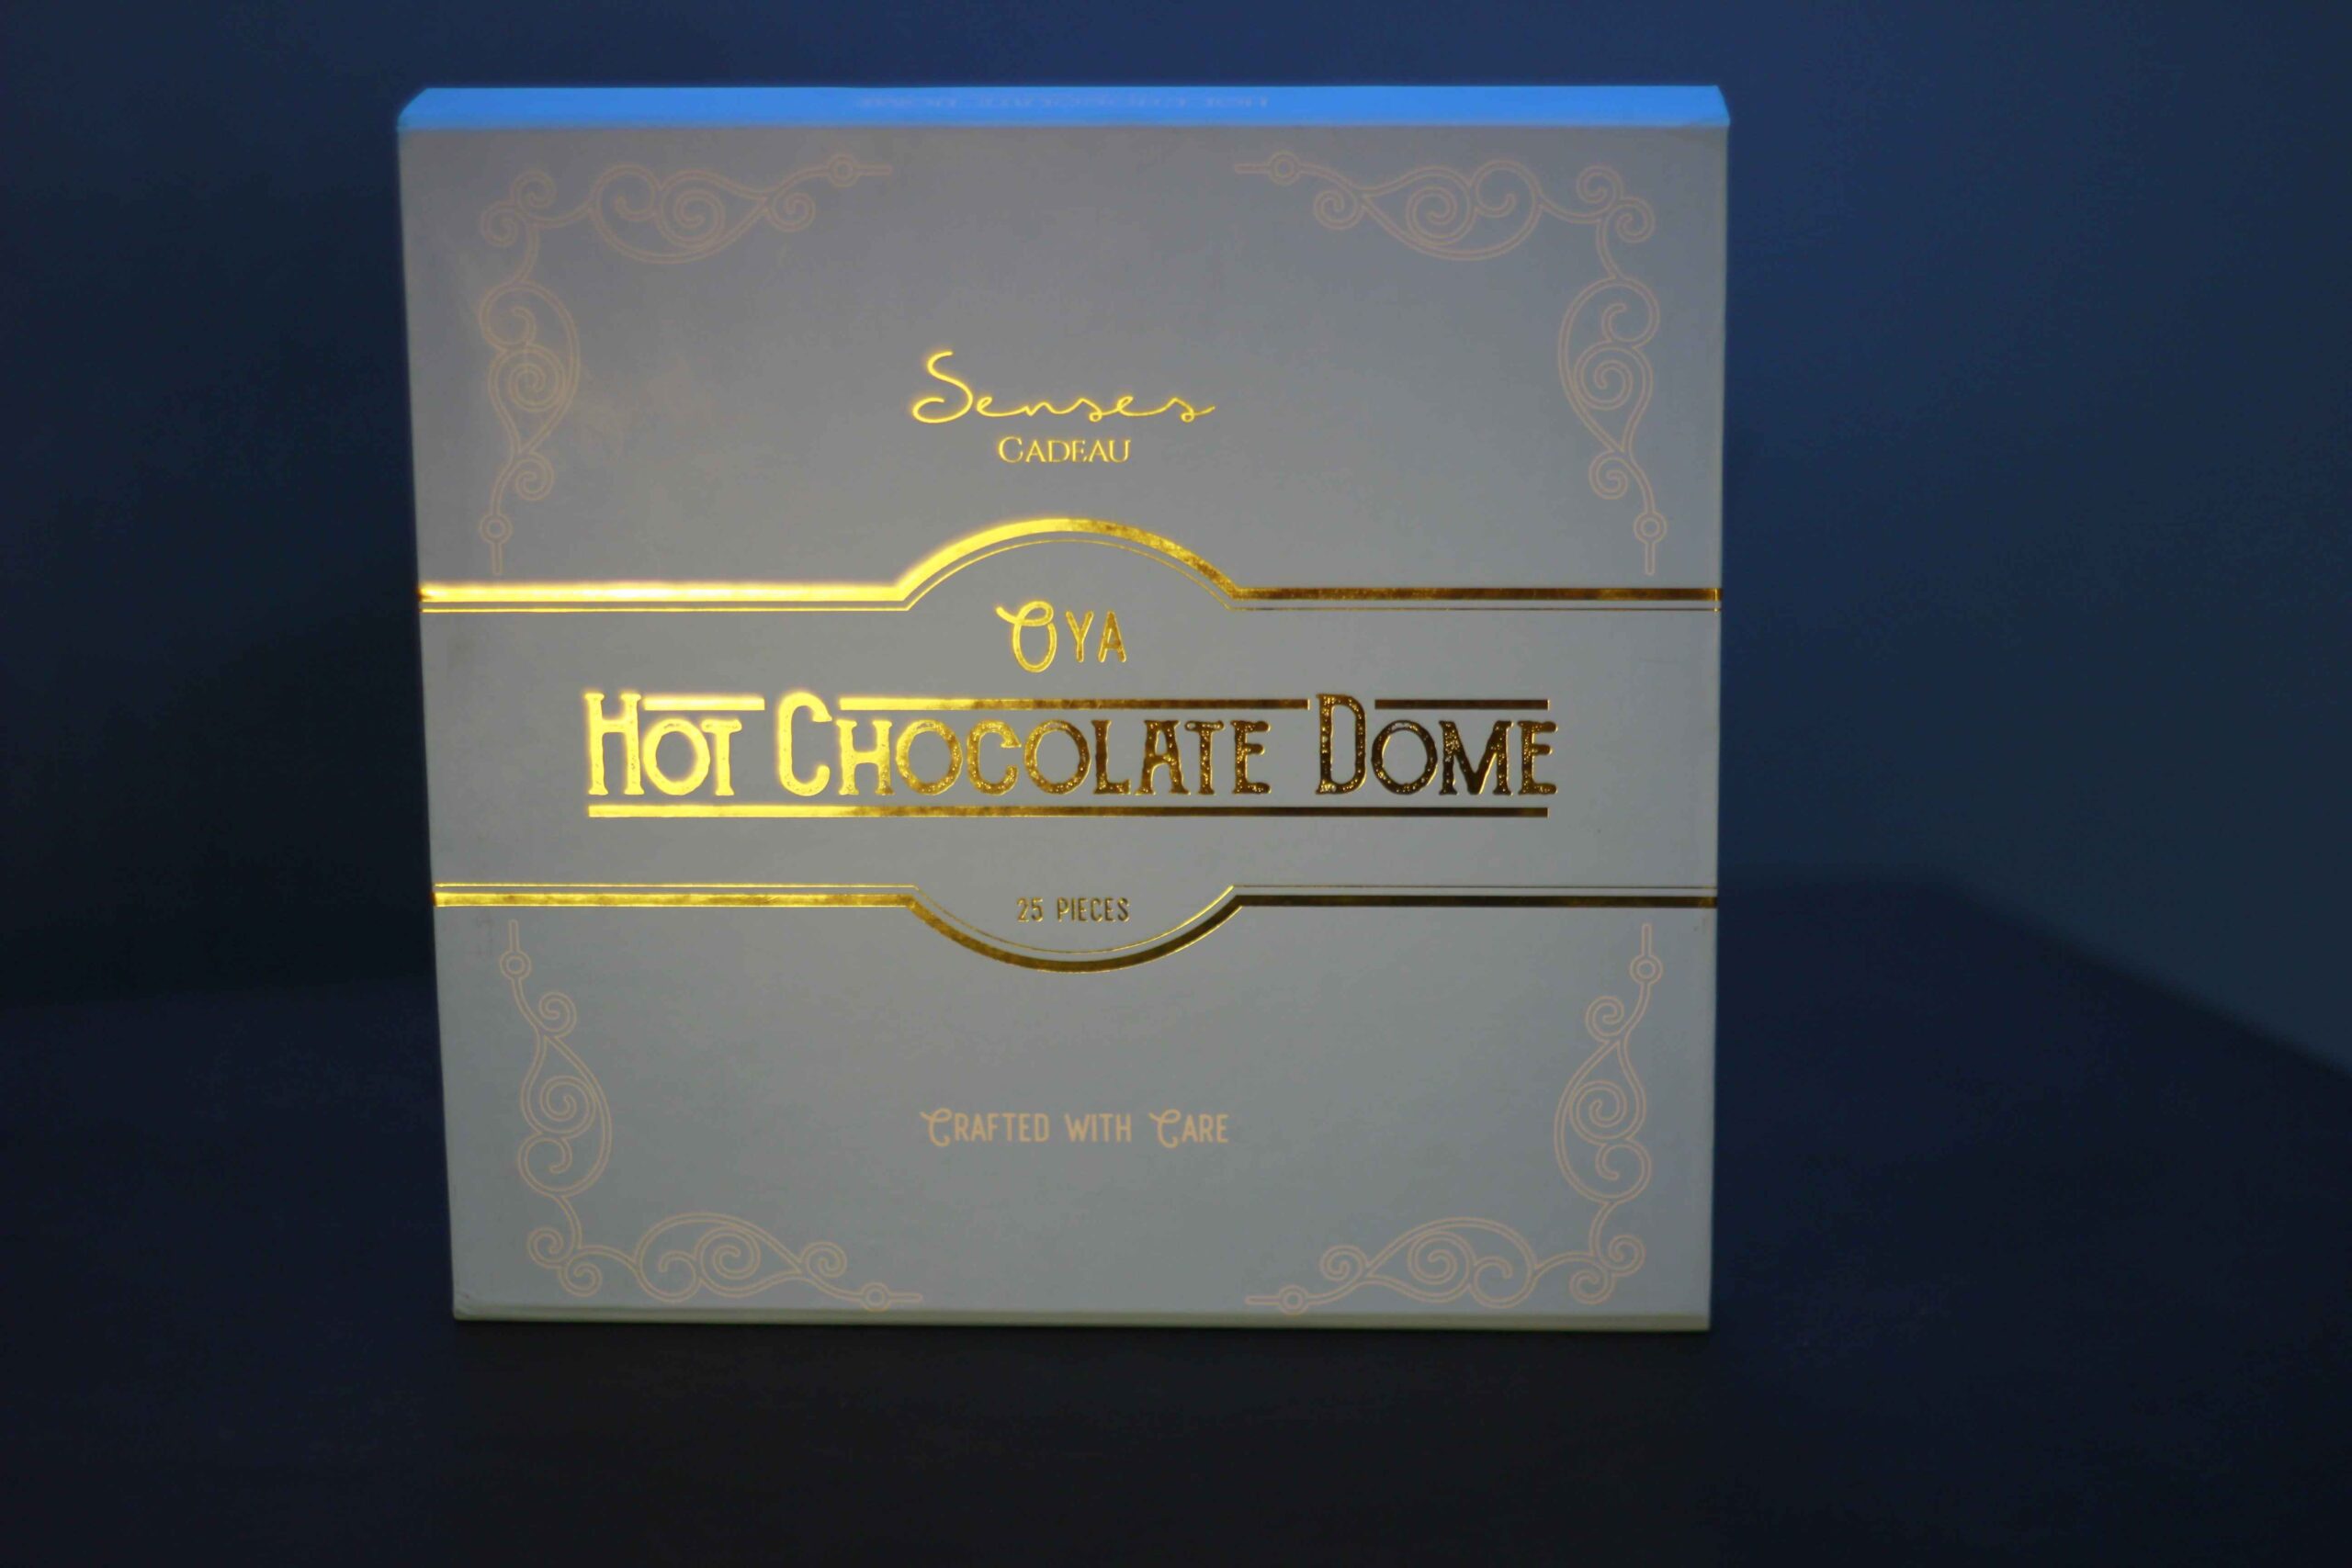 Senses
CADEAU
OYA
HOT CHOCOLATE DOME
25 PIECES
CRAFTED WITH CARE